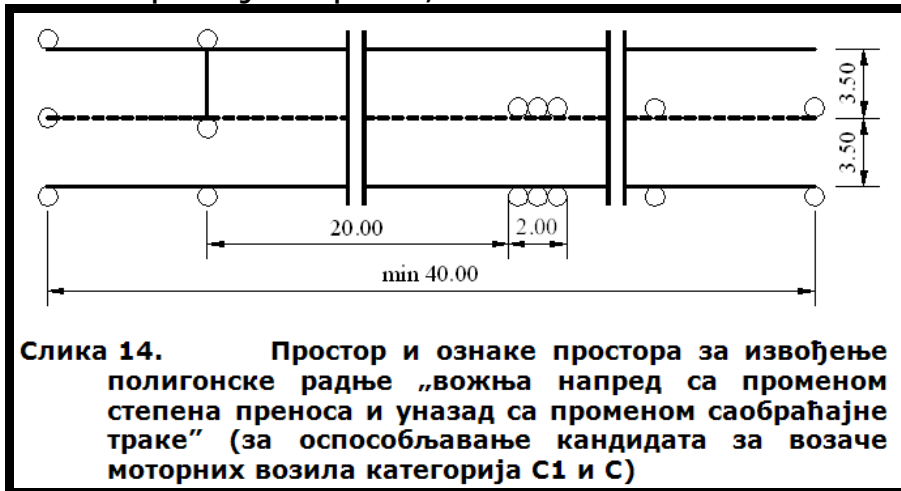 3.50
3.50
20.00
2.00
min 40.00
Слика 14. Простор и ознаке простора за извођење
полигонске радње „вожња напред са променом
степена преноса и уназад са променом саобраћајне
траке” (за оспособљавање кандидата за возаче
моторних возила категорија C1 и C)